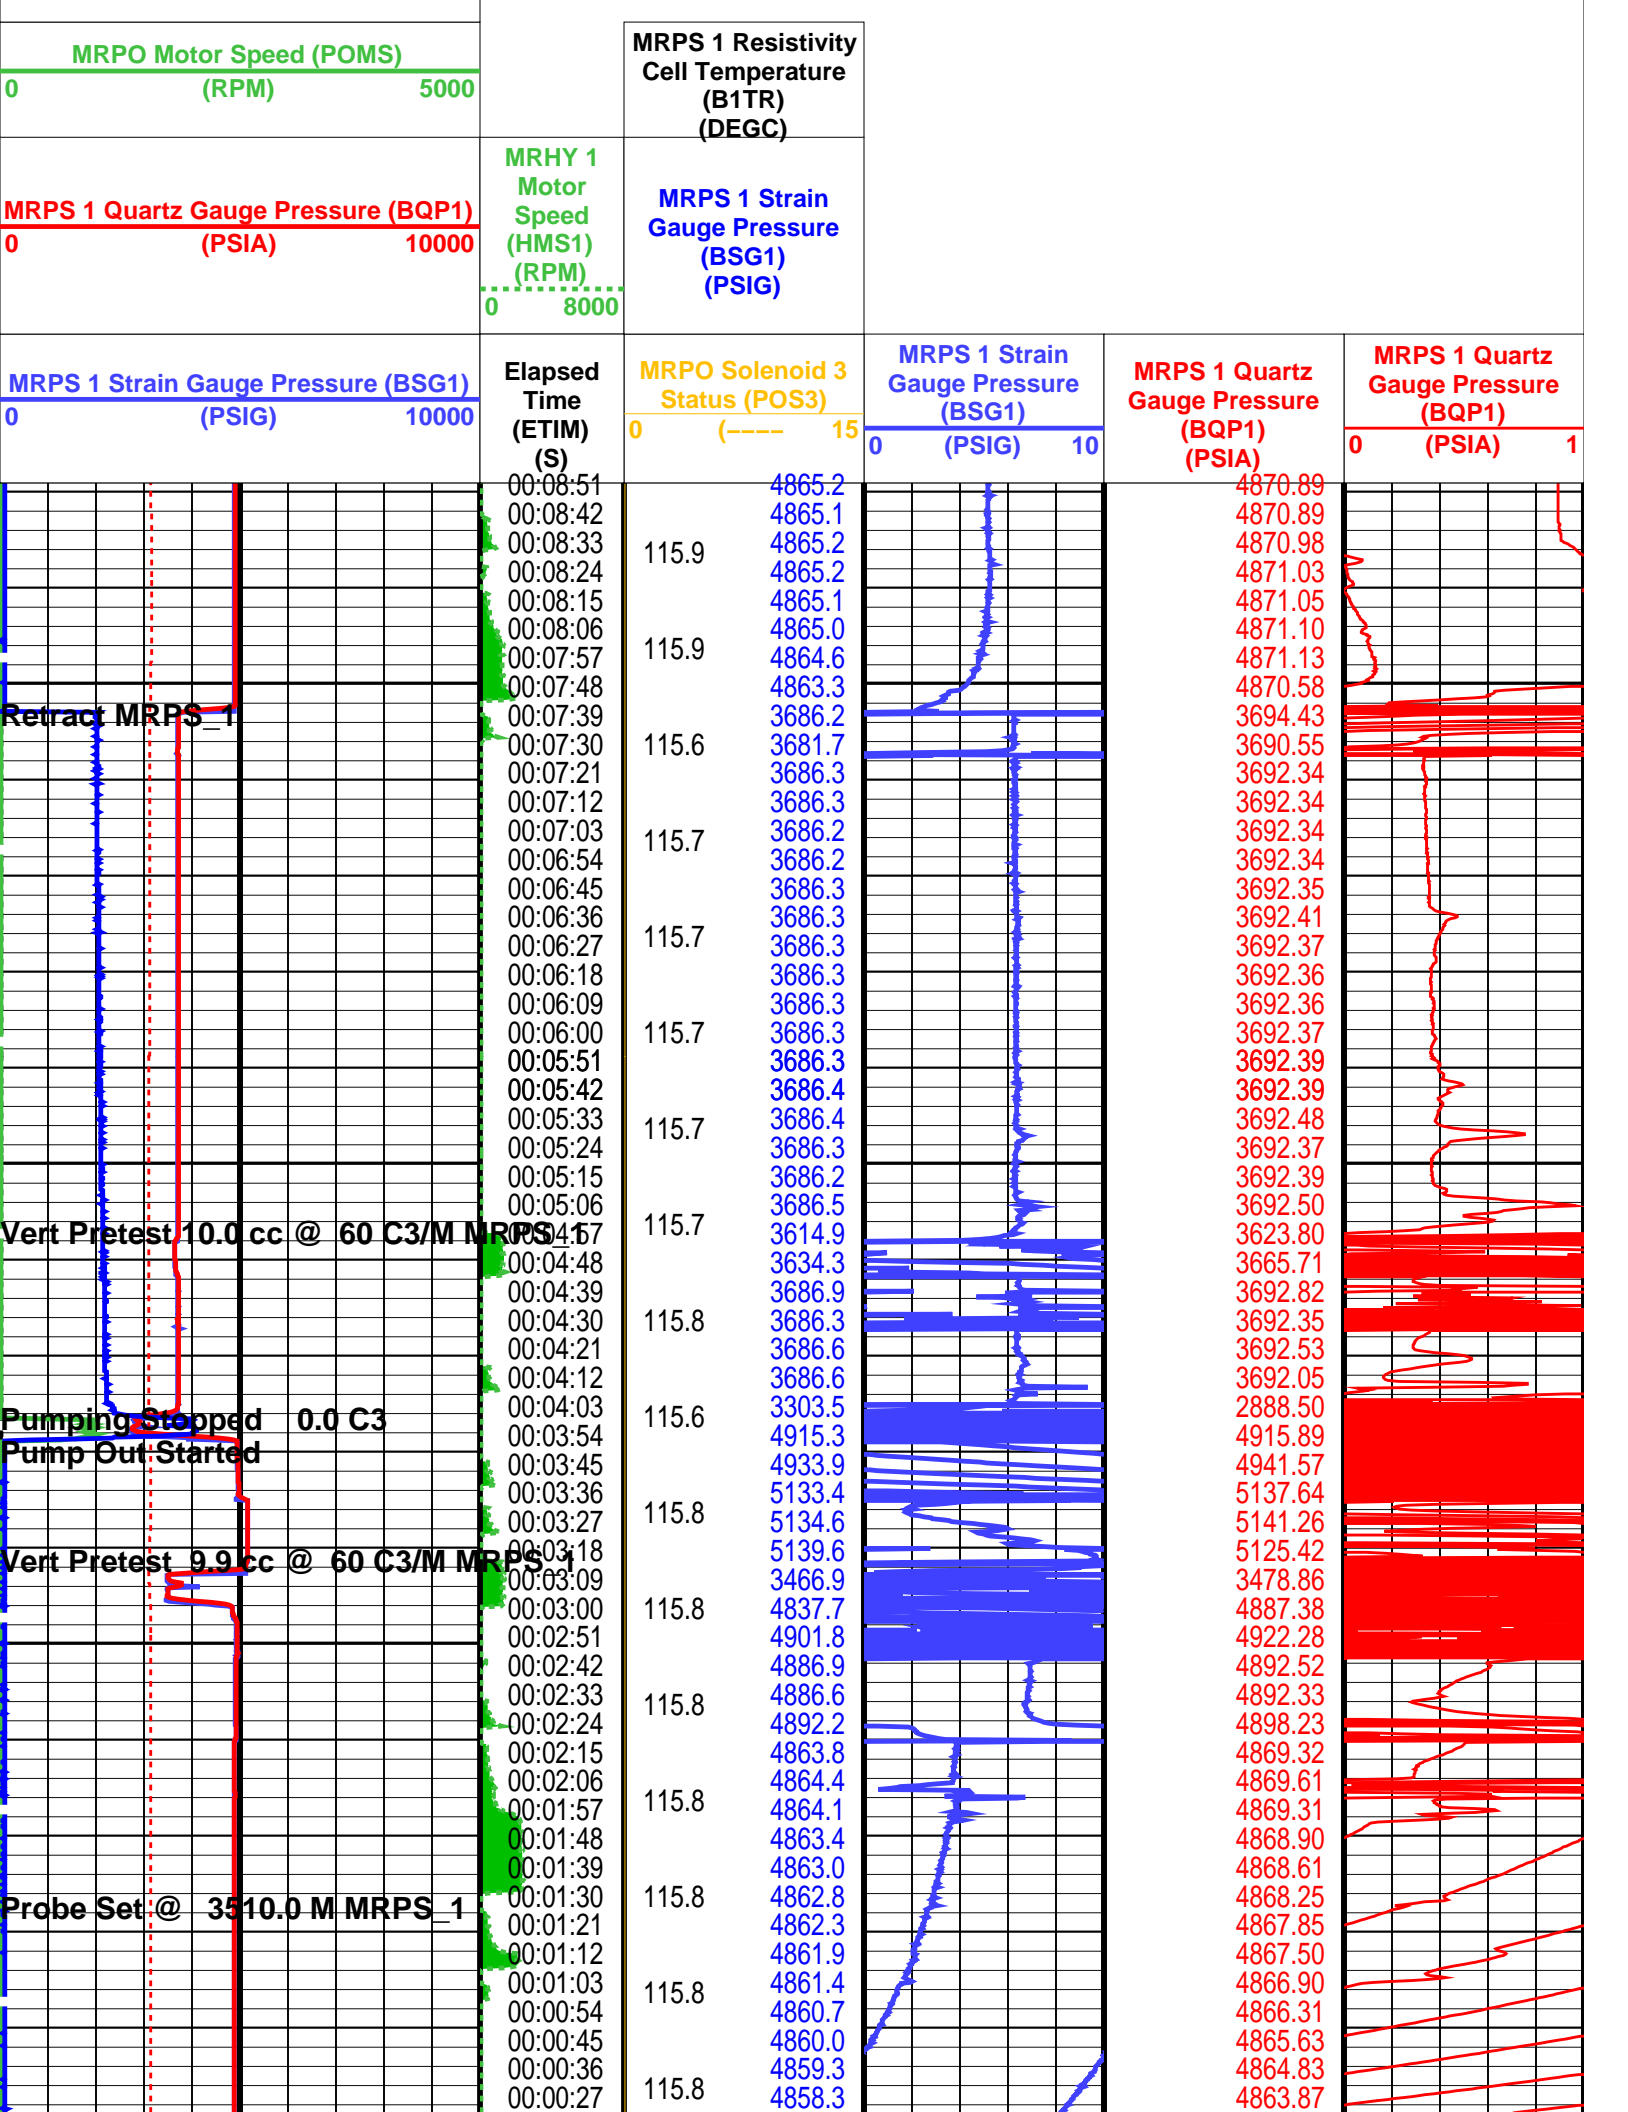 MRPO Motor Speed (POMS)
0 (RPM) 5000
MRPS 1 Quartz Gauge Pressure (BQP1)
0 (PSIA) 10000
MRPS 1 Strain Gauge Pressure (BSG1)
0 (PSIG) 10000
MRHY 1
Motor
Speed
(HMS1)
(RPM)
0 8000
Elapsed
Time
(ETIM)
(S)
MRPS 1 Resistivity
Cell Temperature
(B1TR)
(DEGC)
MRPS 1 Strain
Gauge Pressure
(BSG1)
(PSIG)
MRPO Solenoid 3
Status (POS3)
0 (---- 15
MRPS 1 Strain
Gauge Pressure
(BSG1)
0 (PSIG) 10
MRPS 1 Quartz
Gauge Pressure
(BQP1)
(PSIA)
MRPS 1 Quartz
Gauge Pressure
(BQP1)
0 (PSIA) 1
00:08:51 4865.2 4870.89
00:08:42 4865.1 4870.89
00:08:33 115.9 4865.2 4870.98
00:08:24 4865.2 4871.03
00:08:15 4865.1 4871.05
00:08:06 4865.0 4871.10
00:07:57 115.9 4864.6 4871.13
00:07:48 4863.3 4870.58
Retract MRPS_1 00:07:39 3686.2 3694.43
00:07:30 115.6 3681.7 3690.55
00:07:21 3686.3 3692.34
00:07:12 3686.3 3692.34
00:07:03 115.7 3686.2 3692.34
00:06:54 3686.2 3692.34
00:06:45 3686.3 3692.35
00:06:36 3686.3 3692.41
00:06:27 115.7 3686.3 3692.37
00:06:18 3686.3 3692.36
00:06:09 3686.3 3692.36
00:06:00 115.7 3686.3 3692.37
00:05:51 3686.3 3692.39
00:05:42 3686.4 3692.39
00:05:33 115.7 3686.4 3692.48
00:05:24 3686.3 3692.37
00:05:15 3686.2 3692.39
00:05:06 3686.5 3692.50
Vert Pretest 10.0 cc @ 60 C3/M MRPS_1 00:04:57 115.7 3614.9 3623.80
00:04:48 3634.3 3665.71
00:04:39 3686.9 3692.82
00:04:30 115.8 3686.3 3692.35
00:04:21 3686.6 3692.53
00:04:12 3686.6 3692.05
00:04:03 115.6 3303.5 2888.50
Pumping Stopped 0.0 C3
00:03:54 4915.3 4915.89
Pump Out Started
00:03:45 4933.9 4941.57
00:03:36 5133.4 5137.64
00:03:27 115.8 5134.6 5141.26
00:03:18 5139.6 5125.42
Vert Pretest 9.9 cc @ 60 C3/M MRPS_1
00:03:09 3466.9 3478.86
00:03:00 115.8 4837.7 4887.38
00:02:51 4901.8 4922.28
00:02:42 4886.9 4892.52
00:02:33 115.8 4886.6 4892.33
00:02:24 4892.2 4898.23
00:02:15 4863.8 4869.32
00:02:06 4864.4 4869.61
00:01:57 115.8 4864.1 4869.31
00:01:48 4863.4 4868.90
00:01:39 4863.0 4868.61
00:01:30 115.8 4862.8 4868.25
Probe Set @ 3510.0 M MRPS_1
00:01:21 4862.3 4867.85
00:01:12 4861.9 4867.50
00:01:03 115.8 4861.4 4866.90
00:00:54 4860.7 4866.31
00:00:45 4860.0 4865.63
00:00:36 4859.3 4864.83
00:00:27 115.8 4858.3 4863.87